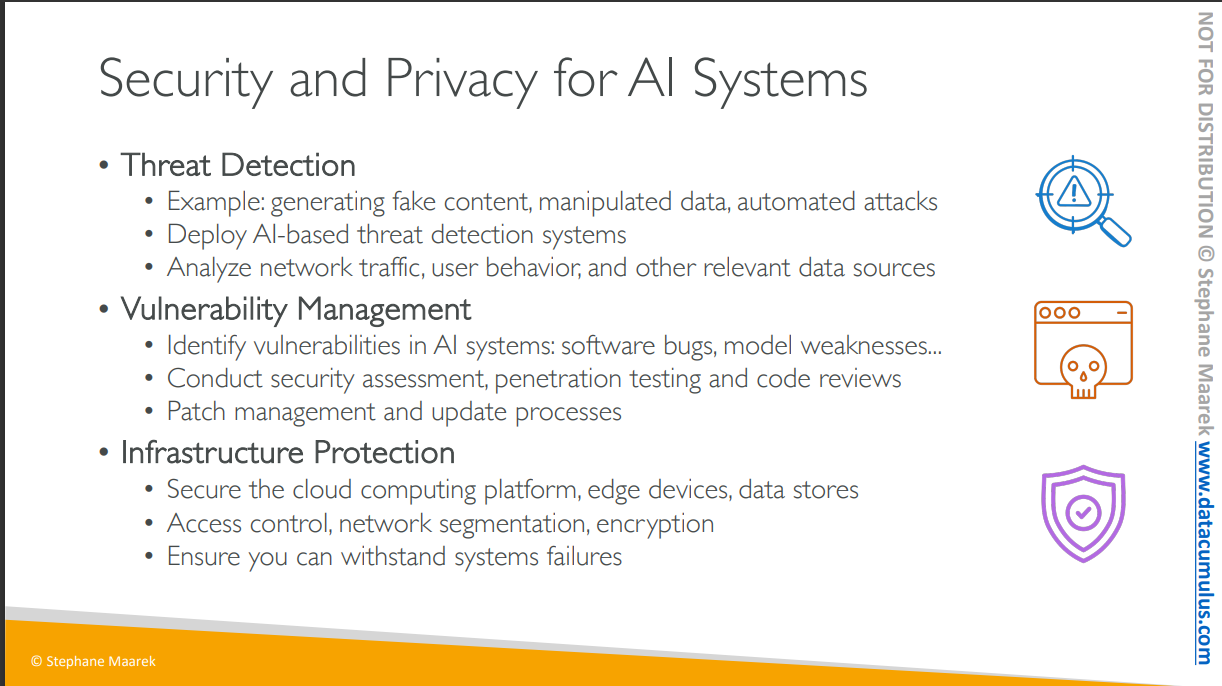 Security and Privacy for AI Systems
• Threat Detection
• Example: generating fake content, manipulated data, automated attacks
• Deploy AI-based threat detection systems
• Analyze network traffic, user behavior, and other relevant data sources
• Vulnerability Management
• Identify vulnerabilities in AI systems: software bugs, model weaknesses...
• Conduct security assessment, penetration testing and code reviews
• Patch management and update processes
• Infrastructure Protection
• Secure the cloud computing platform, edge devices, data stores
• Access control, network segmentation, encryption
• Ensure you can withstand systems failures
© Stephane Maarek
NOT FOR DISTRIBUTION © Stephane Maarek www.datacumulus.com